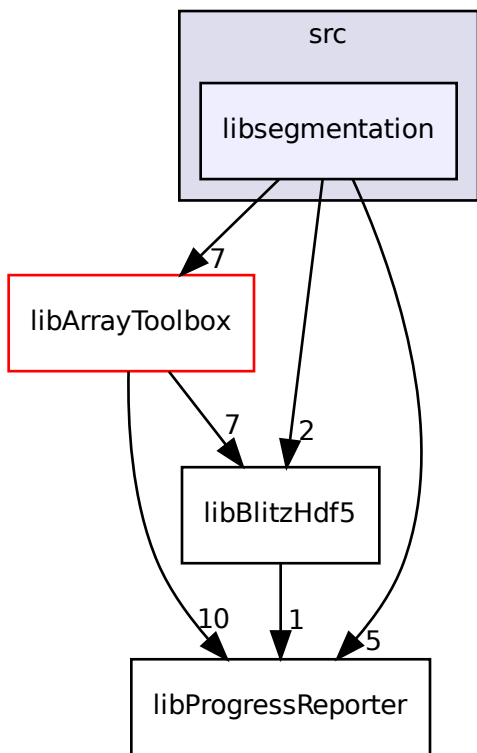 src
libsegmentation
7
libArrayToolbox
7
2
libBlitzHdf5
10
1
5
libProgressReporter